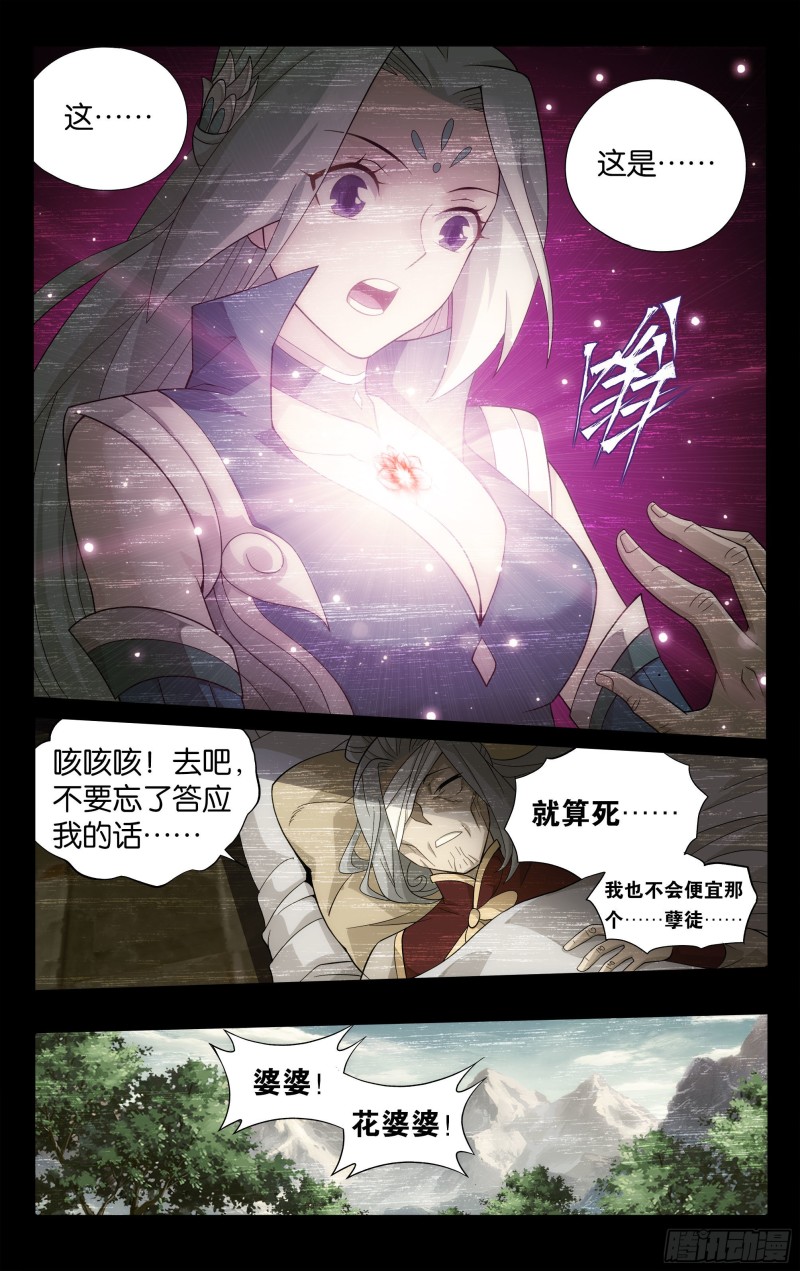 这……
这是……
咳咳咳！去吧，
不要忘了答应
我的话……
就算死……
我也不会便宜那
个……孽徒……
婆婆！
花婆婆！
腾讯动漫